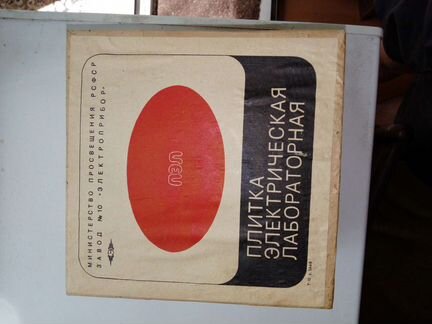 МИНИСТЕРСТВО ПРОСВЕЩЕНИЯ РСФСР
ЗАВОД №10 "ЭЛЕКТРОПРИБОР"
ПЭЛ
ПЛИТКА
ЭЛЕКТРИЧЕСКАЯ
ЛАБОРАТОРНАЯ